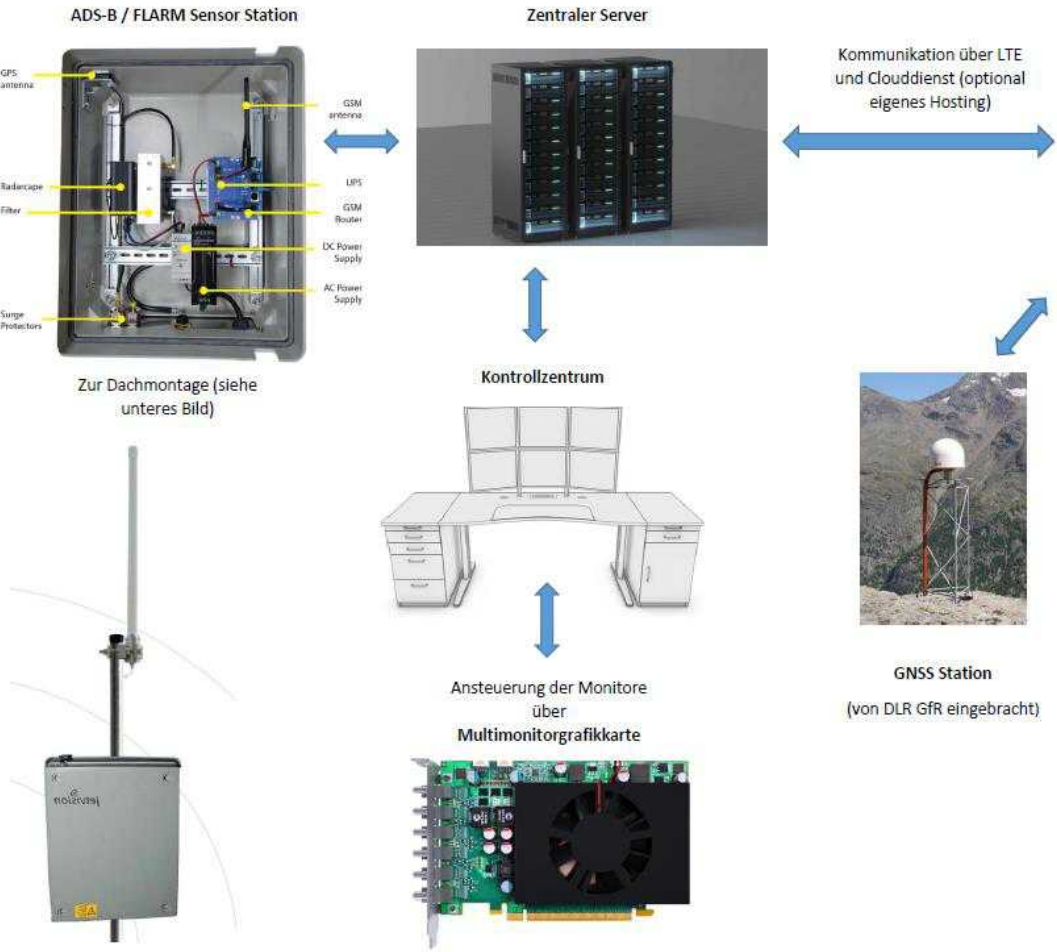 ADS-B / FLARM Sensor Station
GPS
antenna
Radarcape
Filter
Surge
Protectors
GSM
antenna
UPS
GSM
Router
DC Power
Supply
AC Power
Supply
Zur Dachmontage (siehe
unteres Bild)
jetvision
Zentraler Server
Kommunikation über LTE
und Clouddienst (optional
eigenes Hosting)
Kontrollzentrum
Ansteuerung der Monitore
über
Multimonitorgrafikkarte
GNSS Station
(von DLR GfR eingebracht)